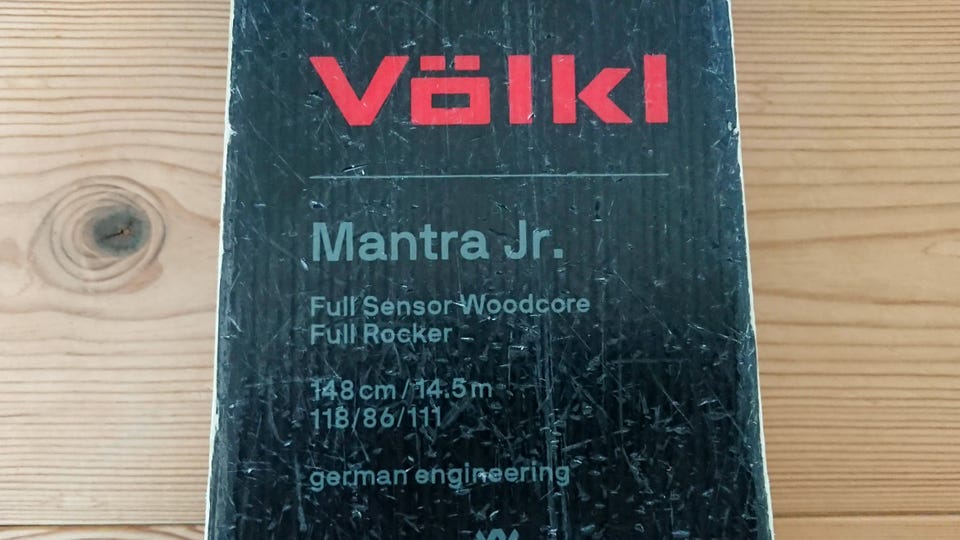 Völkl
Mantra Jr.
Full Sensor Woodcore
Full Rocker
148 cm / 14.5 m
118/86/111
german engineering